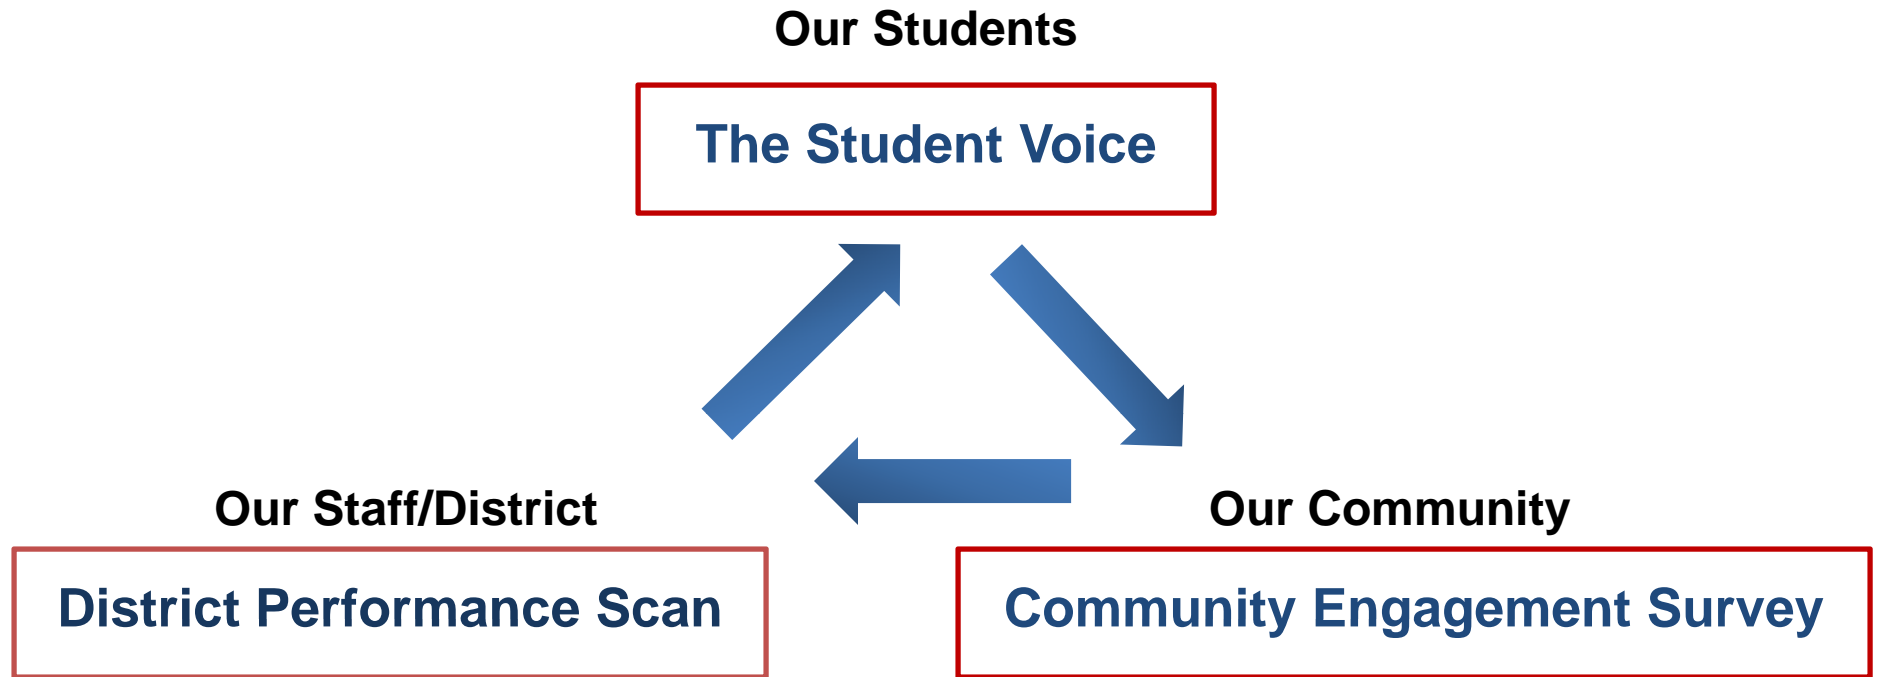 Our Students
The Student Voice
Our Staff/District
Our Community
District Performance Scan
Community Engagement Survey